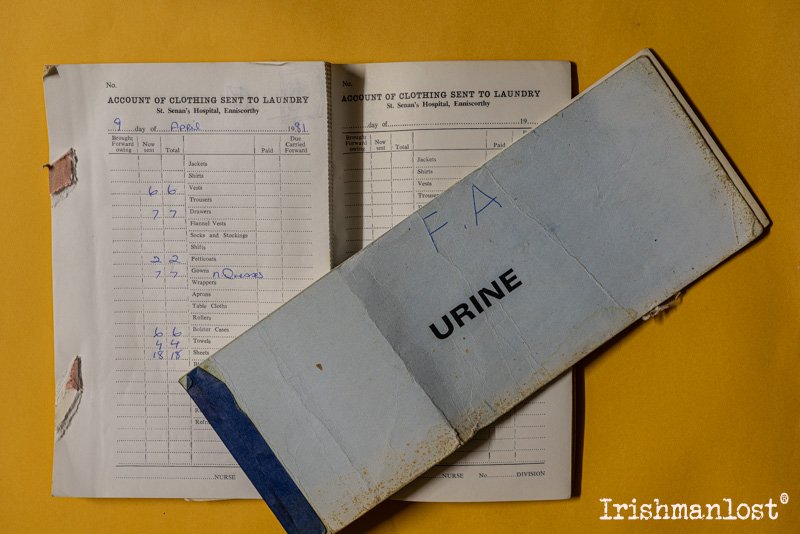 No.
ACCOUNT OF CLOTHING SENT TO LAUNDRY
St. Senan's Hospital, Enniscorthy
9 day of April 1981
Brought Forward owing Now sent Total Paid Due Carried Forward
Jackets
Shirts
6 6 Vests
Trousers
7 7 Drawers
Flannel Vests
Socks and Stockings
Shifts
2 2 Petticoats
7 7 Gowns
Wrappers
Aprons
Table Cloths
Rollers
6 6 Bolster Cases
4 4 Towels
18 18 Sheets
NURSE
No.
ACCOUNT OF CLOTHING SENT TO LAUNDRY
St. Senan's Hospital, Enniscorthy
day of 19
Brought Forward owing Now sent Total Paid Due Carried Forward
Jackets
Shirts
Vests
NURSE No. DIVISION
F.A
URINE
Irishmanlost®